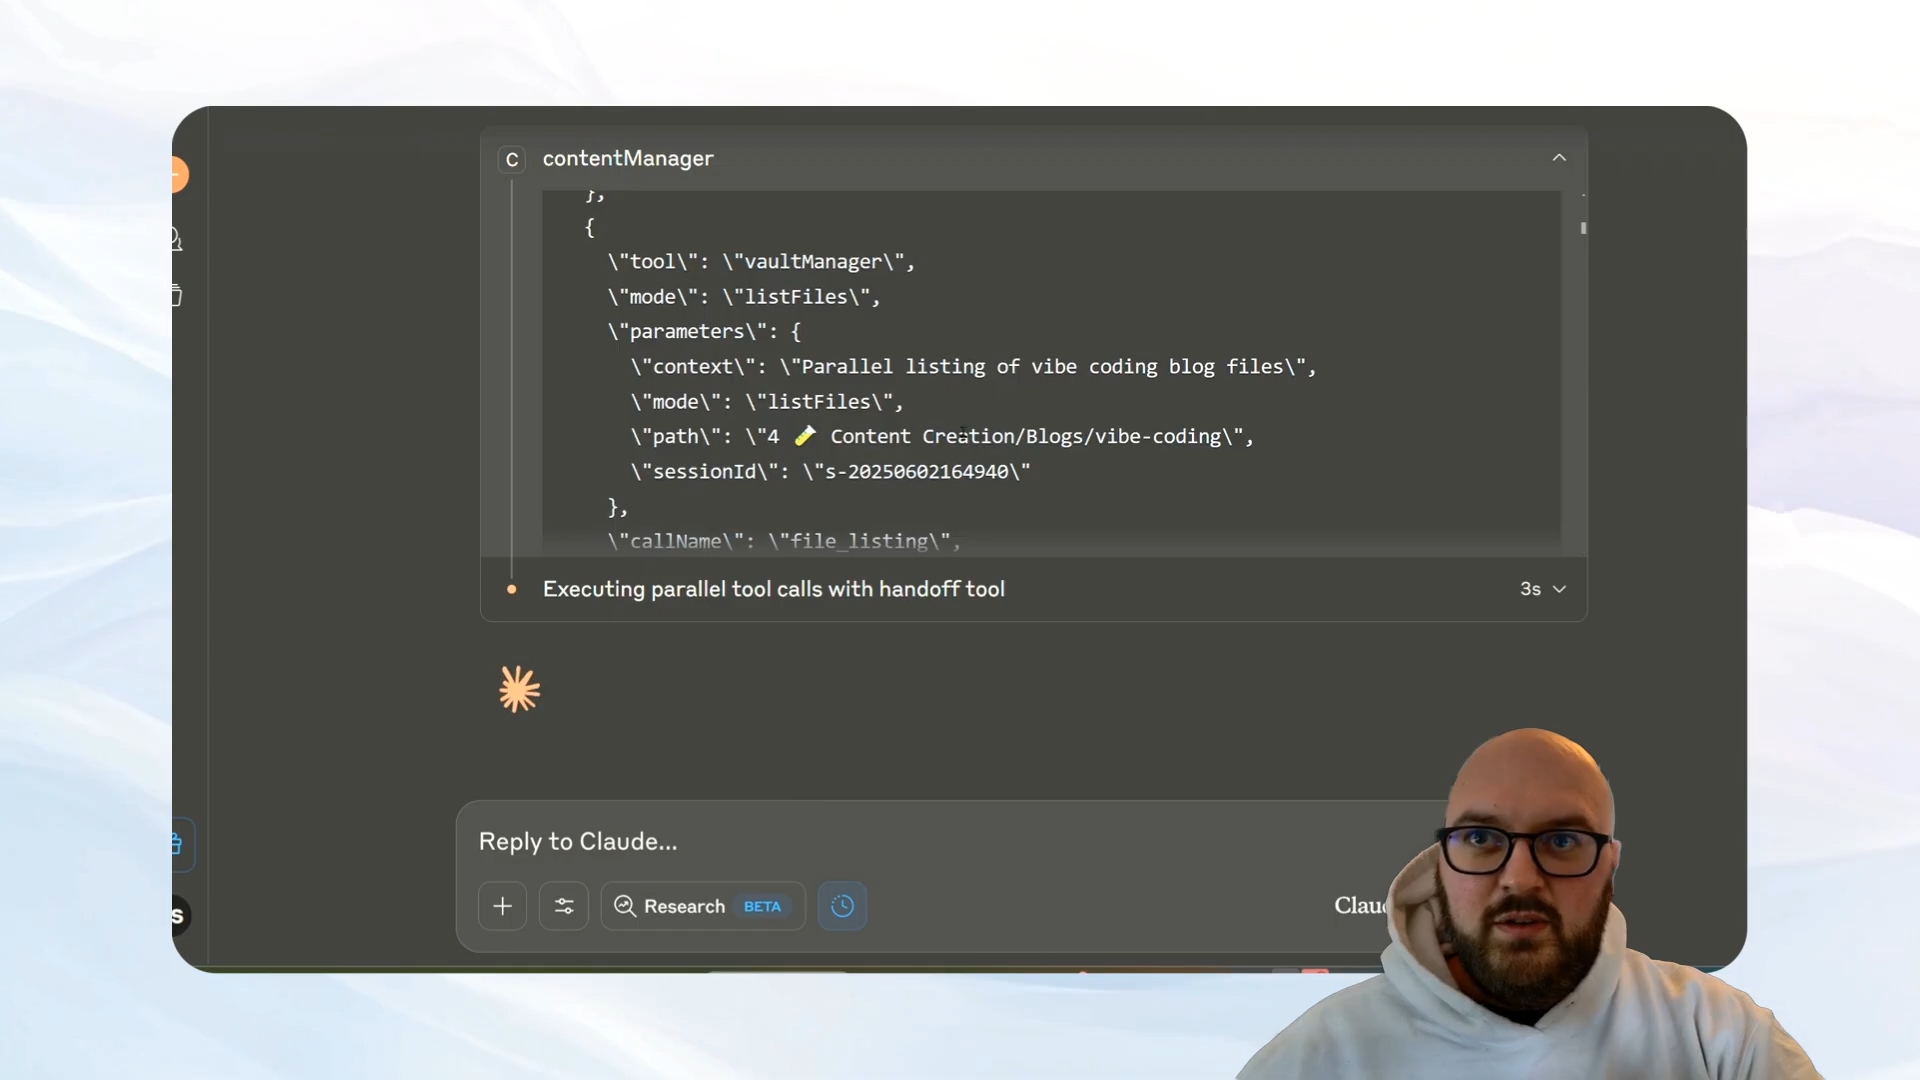 C contentManager
},
{
\"tool\": \"vaultManager\",
\"mode\": \"listFiles\",
\"parameters\": {
\"context\": \"Parallel listing of vibe coding blog files\",
\"mode\": \"listFiles\",
\"path\": \"4 🧪 Content Creation/Blogs/vibe-coding\",
\"sessionId\": \"s-20250602164940\"
},
\"callName\": \"file_listing\",
Executing parallel tool calls with handoff tool 3s
Reply to Claude...
Research BETA
S